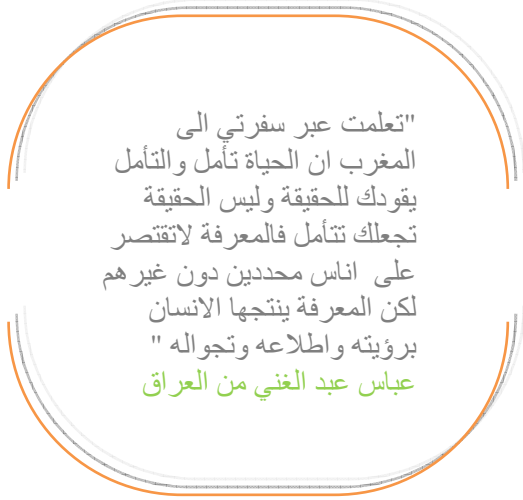 "تعلمت عبر سفرتي الى
المغرب ان الحياة تأمل والتأمل
يقودك للحقيقة وليس الحقيقة
تجعلك تتأمل فالمعرفة لاتقتصر
على اناس محددين دون غيرهم
لكن المعرفة ينتجها الانسان
برؤيته واطلاعه وتجواله "
عباس عبد الغني من العراق